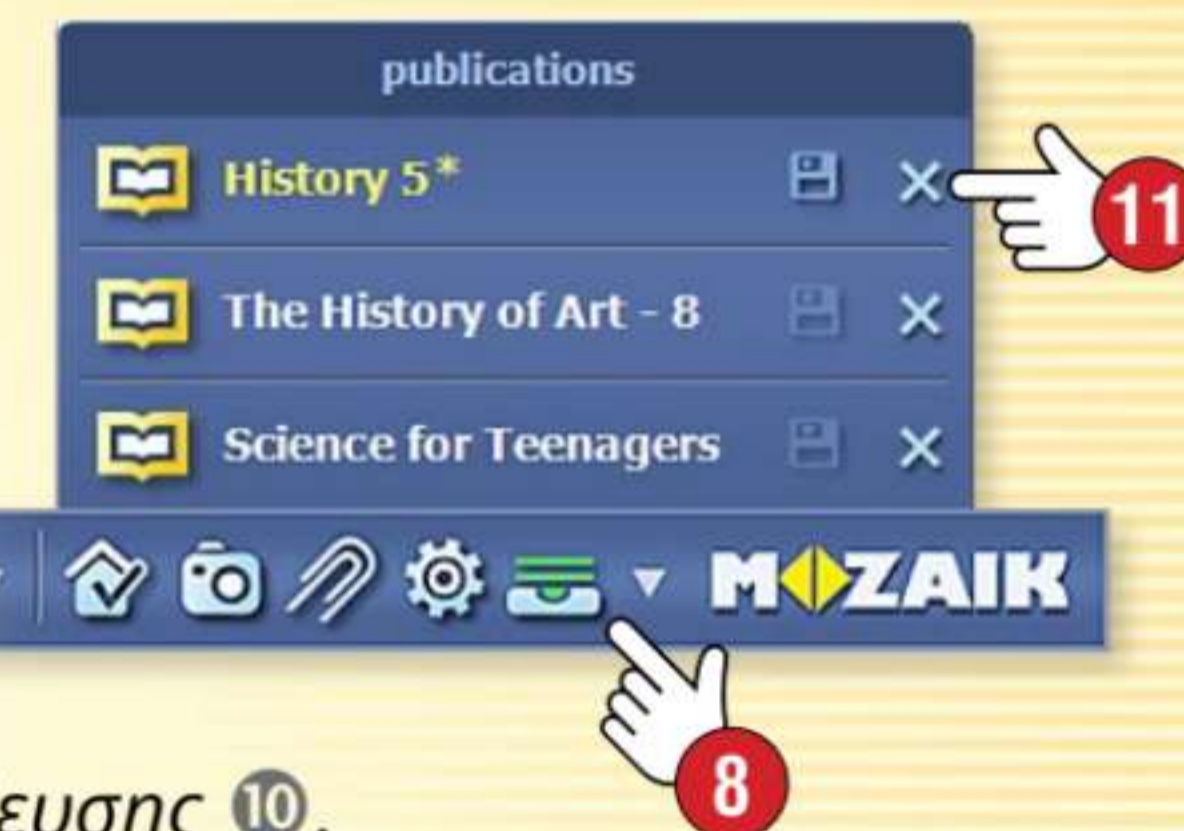 publications
History 5*
11
The History of Art - 8
Science for Teenagers
MOZAIK
8
ευσης 10.